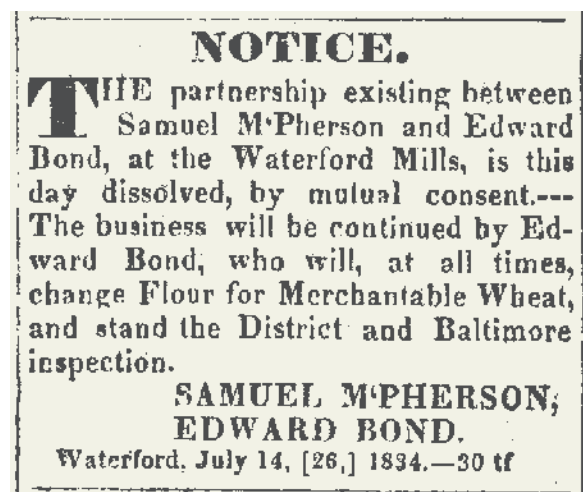 NOTICE.
THE partnership existing between
Samuel M'Pherson and Edward
Bond, at the Waterford Mills, is this
day dissolved, by mutual consent.---
The business will be continued by Ed-
ward Bond, who will, at all times,
change Flour for Merchantable Wheat,
and stand the District and Baltimore
inspection.
SAMUEL M'PHERSON,
EDWARD BOND.
Waterford, July 14, [26,] 1834.—30 tf